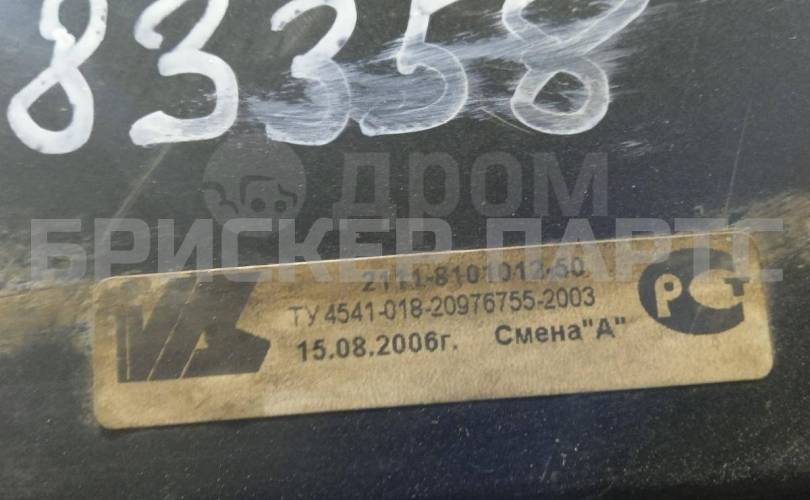 83358
ДРОМ
БРИСКЕР ПАРТС
2111-8101012-50
ТУ 4541-018-20976755-2003
15.08.2006г. Смена"А"
РСТ